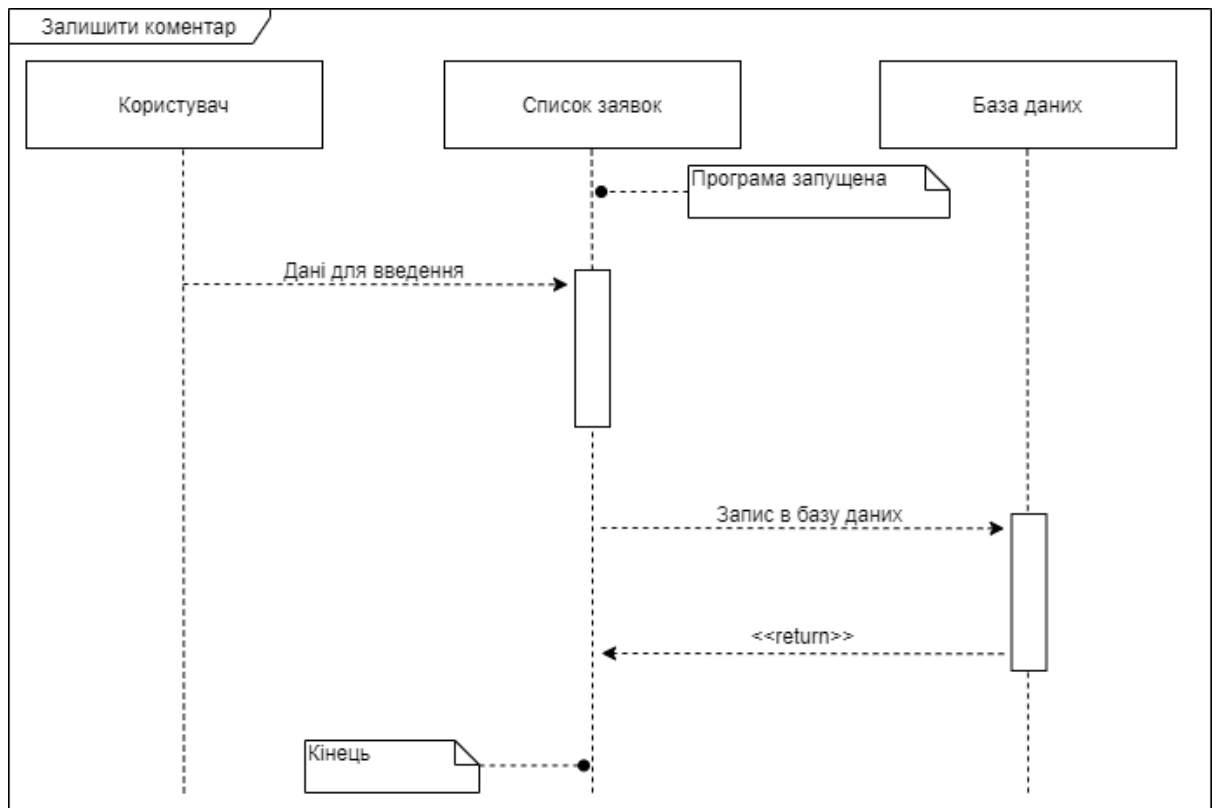 Залишити коментар
Користувач
Список заявок
База даних
Програма запущена
Дані для введення
Запис в базу даних
<<return>>
Кінець